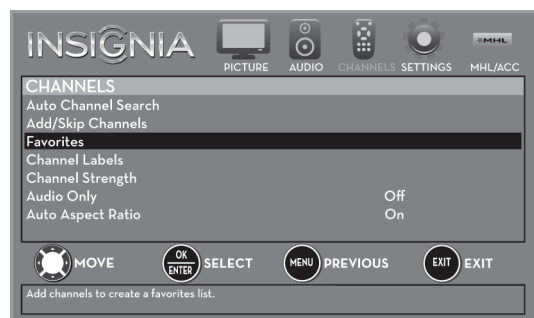 INSIGNIA
PICTURE AUDIO CHANNELS SETTINGS MHL MHL/ACC
CHANNELS
Auto Channel Search
Add/Skip Channels
Favorites
Channel Labels
Channel Strength
Audio Only Off
Auto Aspect Ratio On
MOVE OK ENTER SELECT MENU PREVIOUS EXIT EXIT
Add channels to create a favorites list.